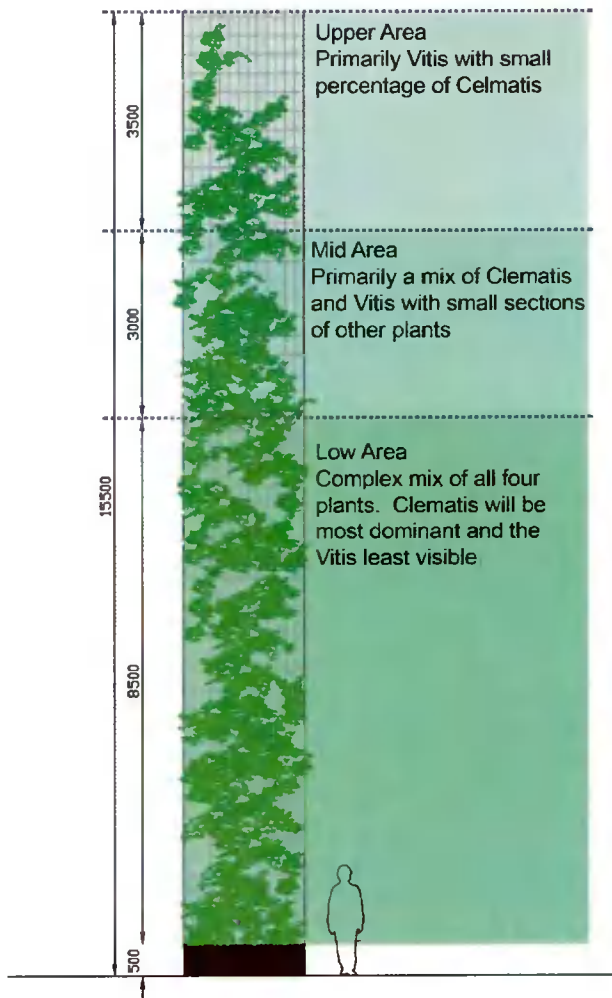 Upper Area
Primarily Vitis with small
percentage of Celmatis
3500
Mid Area
Primarily a mix of Clematis
and Vitis with small sections
of other plants
3000
Low Area
Complex mix of all four
plants. Clematis will be
most dominant and the
Vitis least visible
15500
8500
500